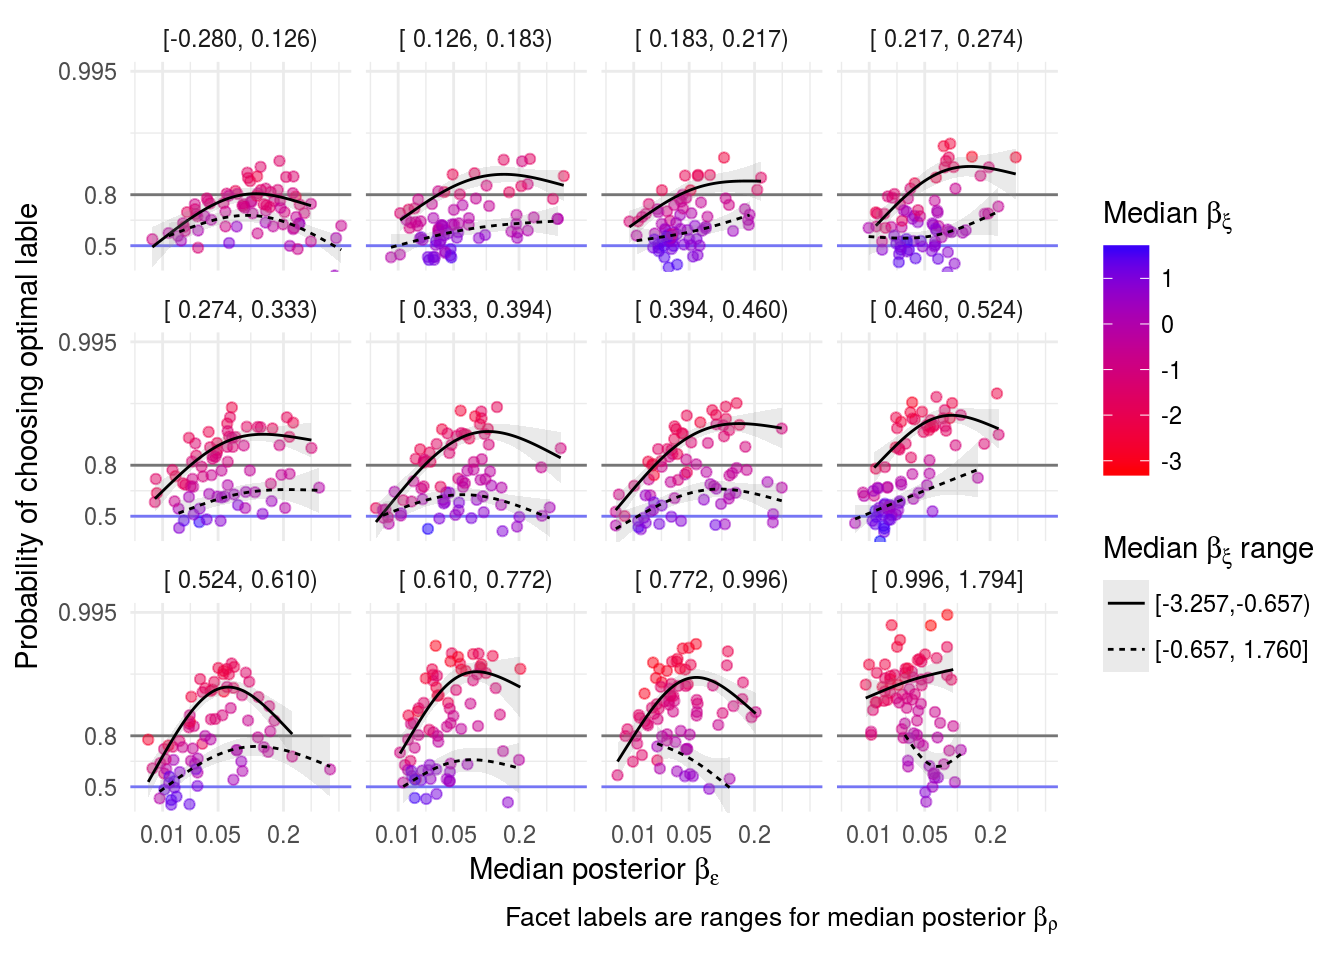 [-0.280, 0.126)
[ 0.126, 0.183)
[ 0.183, 0.217)
[ 0.217, 0.274)
0.995
0.8
0.5
[ 0.274, 0.333)
[ 0.333, 0.394)
[ 0.394, 0.460)
[ 0.460, 0.524)
0.995
0.8
0.5
[ 0.524, 0.610)
[ 0.610, 0.772)
[ 0.772, 0.996)
[ 0.996, 1.794]
0.995
0.8
0.5
0.01 0.05 0.2
0.01 0.05 0.2
0.01 0.05 0.2
0.01 0.05 0.2
Probability of choosing optimal lable
Median posterior βε
Facet labels are ranges for median posterior βρ
Median βξ
1
0
-1
-2
-3
Median βξ range
[-3.257,-0.657)
[-0.657, 1.760]